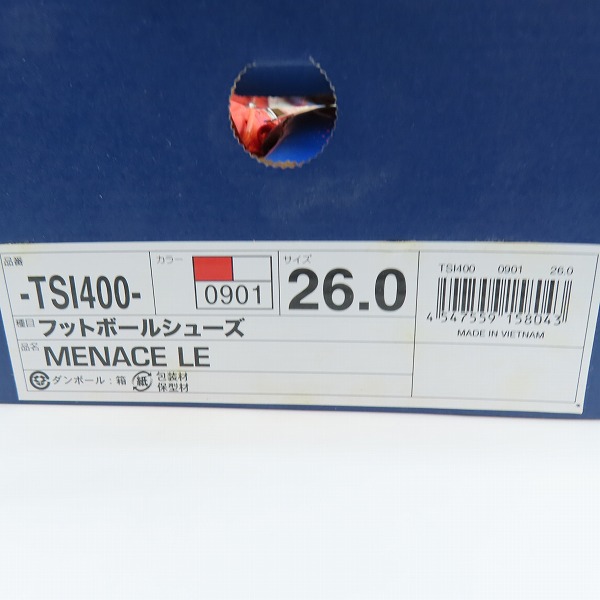 品番
-TSI400-
カラー
0901
サイズ
26.0
TSI400 0901 26.0
4 547559 158043
MADE IN VIETNAM
種目 フットボールシューズ
品名 MENACE LE
ダンボール:箱
紙
包装材
保型材